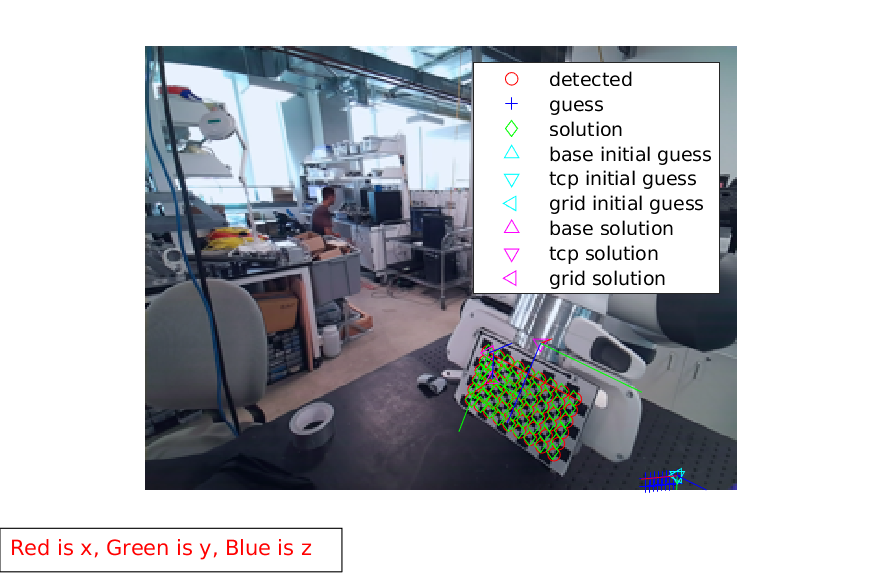 detected
guess
solution
base initial guess
tcp initial guess
grid initial guess
base solution
tcp solution
grid solution
Red is x, Green is y, Blue is z